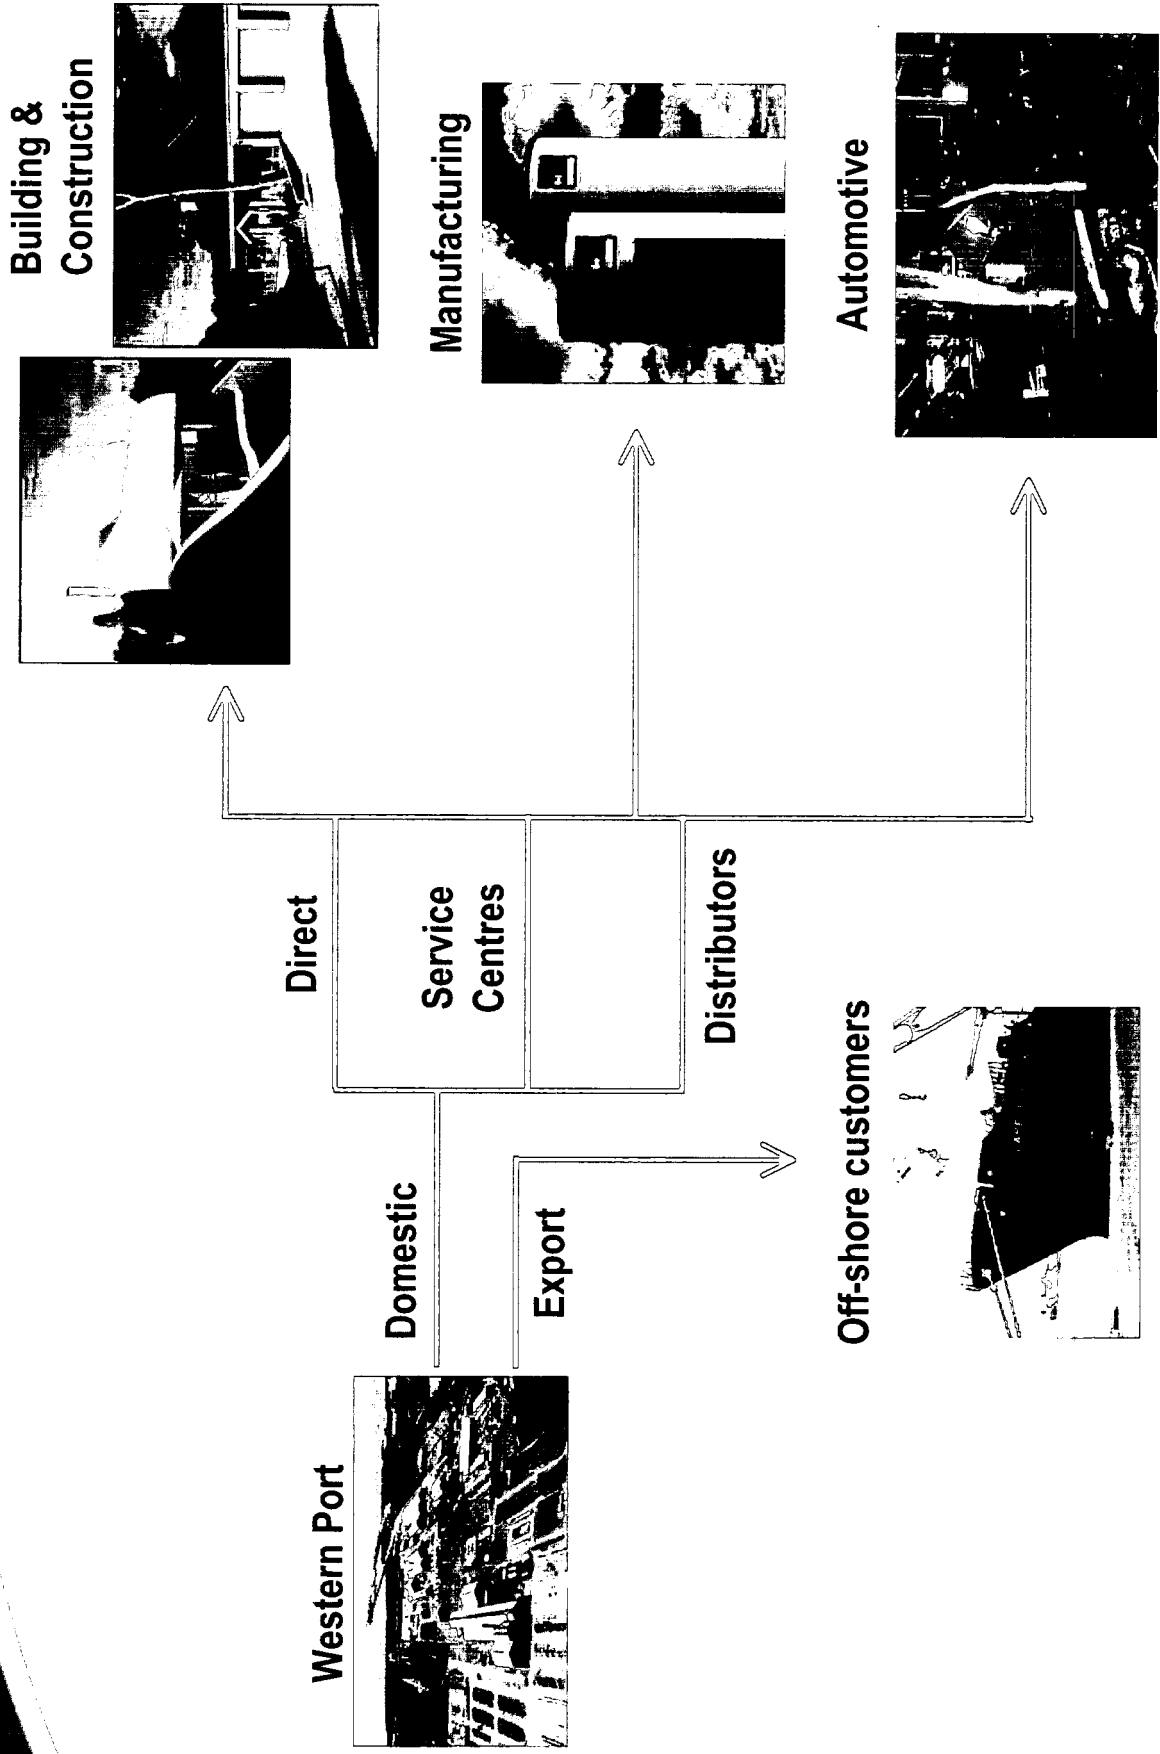 Western Port
Domestic
Export
Direct
Service
Centres
Distributors
Off-shore customers
Building &
Construction
Manufacturing
Automotive